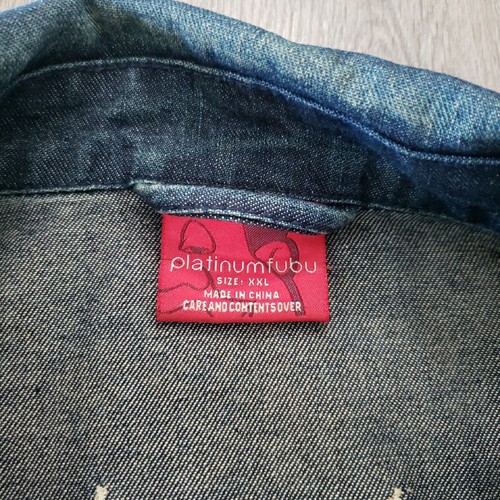 platinumfubu
SIZE: XXL
MADE IN CHINA
CARE AND CONTENTS OVER